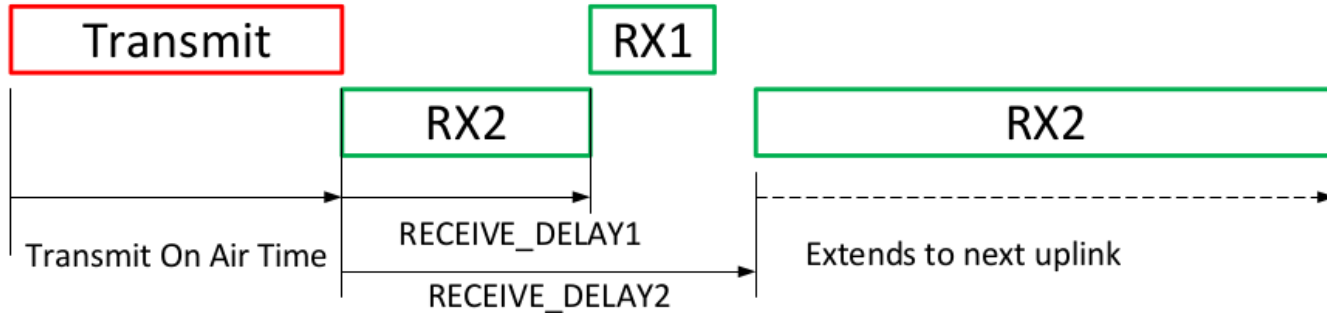 Transmit
RX1
RX2
RX2
RECEIVE_DELAY1
Transmit On Air Time
Extends to next uplink
RECEIVE_DELAY2